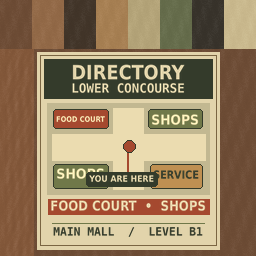 DIRECTORY
LOWER CONCOURSE
FOOD COURT
SHOPS
SHOPS
YOU ARE HERE
SERVICE
FOOD COURT • SHOPS
MAIN MALL / LEVEL B1